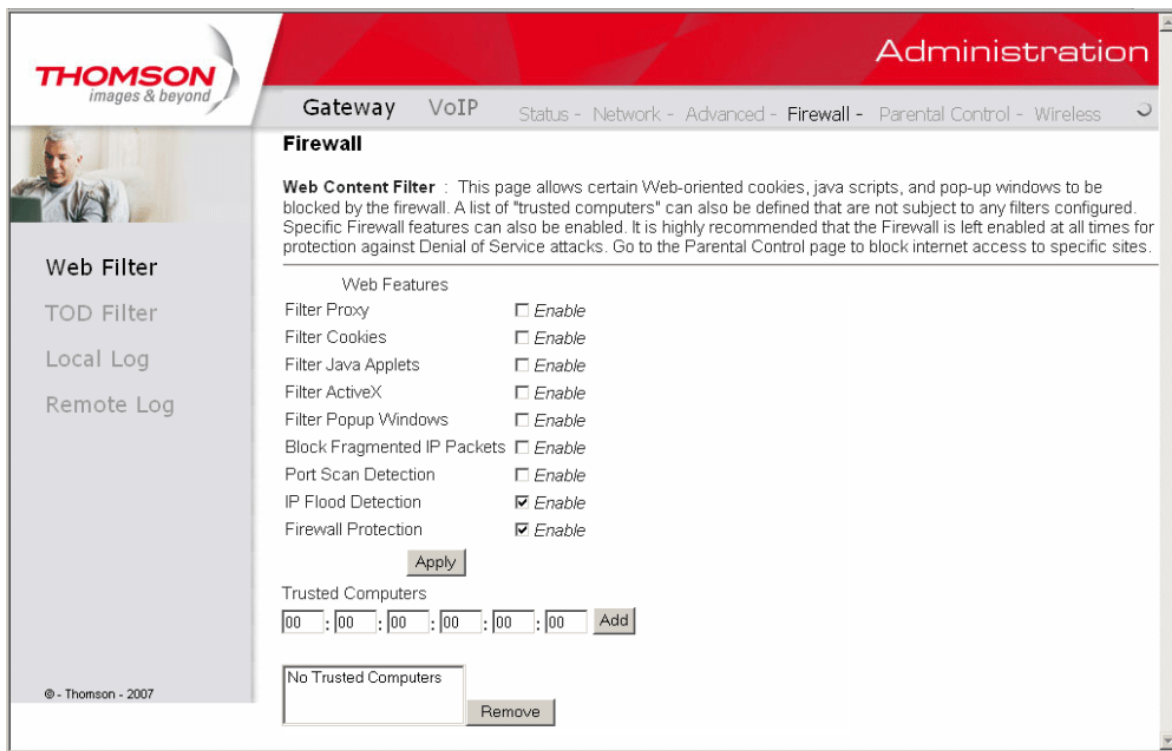 THOMSON
images & beyond
Administration
Gateway VoIP Status - Network - Advanced - Firewall - Parental Control - Wireless
Firewall
Web Content Filter : This page allows certain Web-oriented cookies, java scripts, and pop-up windows to be
blocked by the firewall. A list of "trusted computers" can also be defined that are not subject to any filters configured.
Specific Firewall features can also be enabled. It is highly recommended that the Firewall is left enabled at all times for
protection against Denial of Service attacks. Go to the Parental Control page to block internet access to specific sites.
Web Filter
TOD Filter
Local Log
Remote Log
Web Features
Filter Proxy Enable
Filter Cookies Enable
Filter Java Applets Enable
Filter ActiveX Enable
Filter Popup Windows Enable
Block Fragmented IP Packets Enable
Port Scan Detection Enable
IP Flood Detection Enable
Firewall Protection Enable
Apply
Trusted Computers
00 : 00 : 00 : 00 : 00 : 00 Add
No Trusted Computers
Remove
© - Thomson - 2007